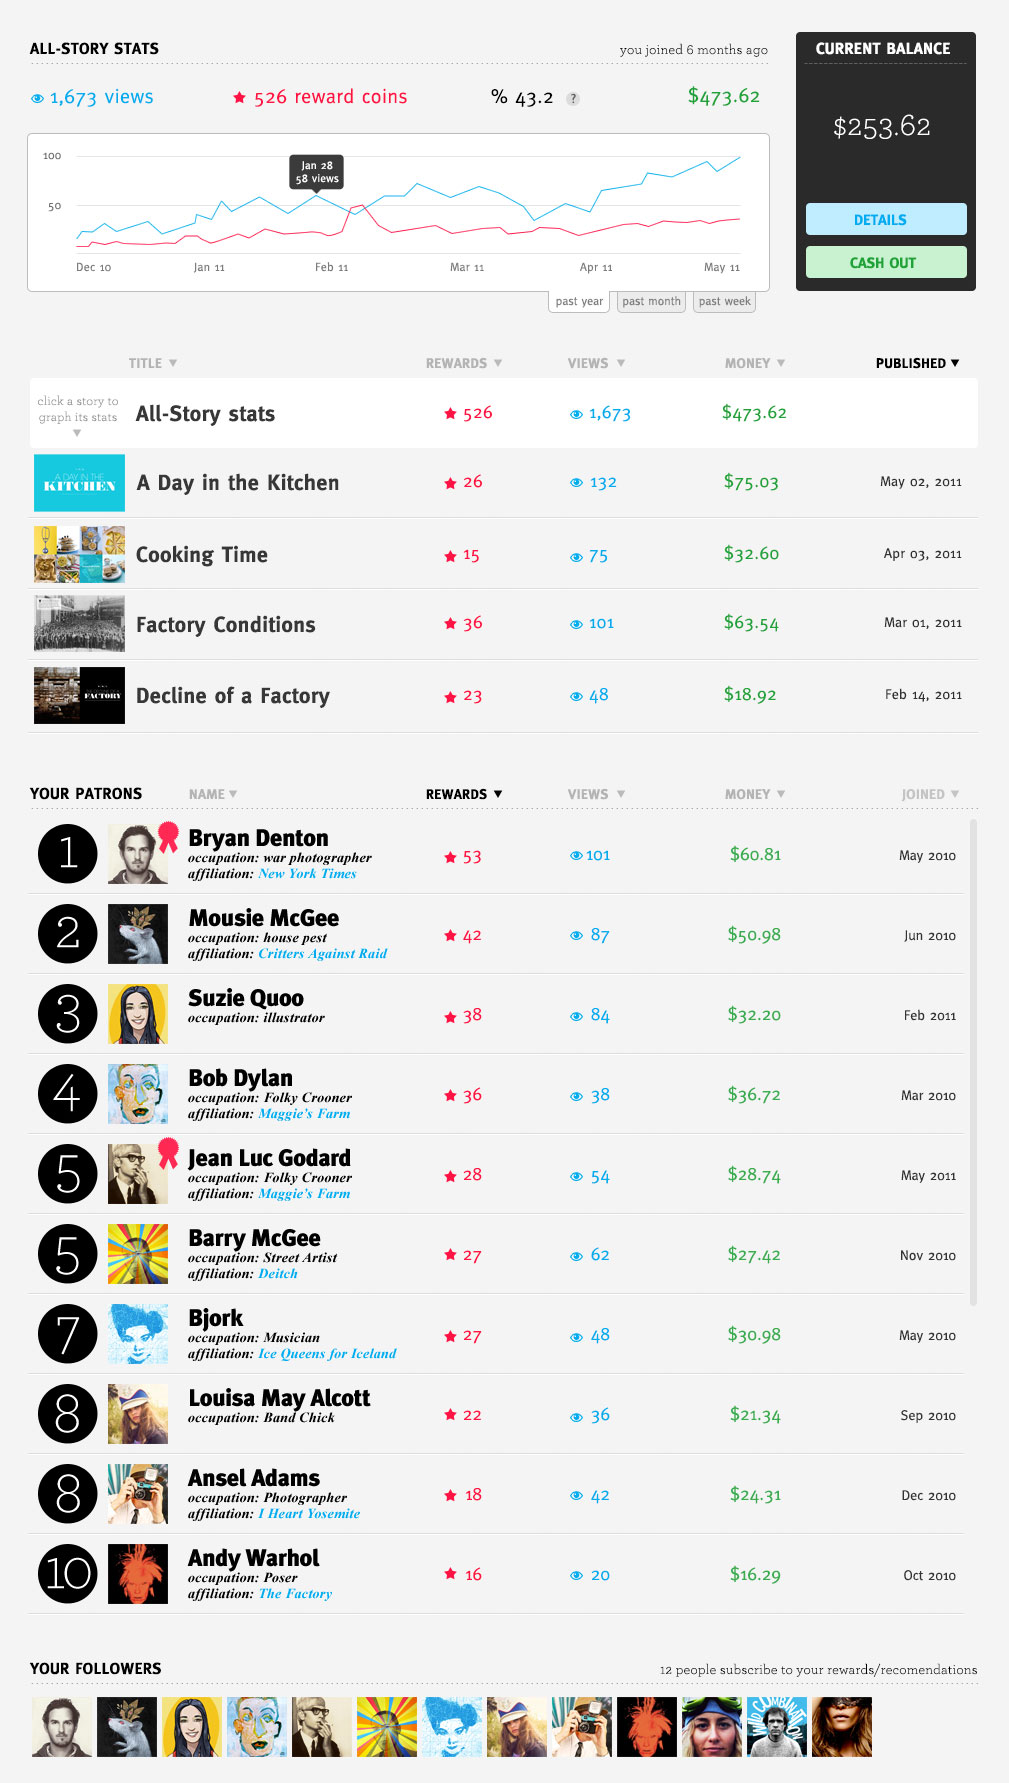 ALL-STORY STATS
you joined 6 months ago
CURRENT BALANCE
1,673 views
526 reward coins
% 43.2 ?
$473.62
$253.62
100
50
Jan 28
58 views
Dec 10
Jan 11
Feb 11
Mar 11
Apr 11
May 11
DETAILS
CASH OUT
past year
past month
past week
TITLE ▼ REWARDS ▼ VIEWS ▼ MONEY ▼ PUBLISHED ▼
click a story to
graph its stats
▼
All-Story stats 526 1,673 $473.62
A DAY IN THE
KITCHEN
A Day in the Kitchen 26 132 $75.03 May 02, 2011
Cooking Time 15 75 $32.60 Apr 03, 2011
Factory Conditions 36 101 $63.54 Mar 01, 2011
FACTORY
Decline of a Factory 23 48 $18.92 Feb 14, 2011
YOUR PATRONS NAME ▼ REWARDS ▼ VIEWS ▼ MONEY ▼ JOINED ▼
1 Bryan Denton 53 101 $60.81 May 2010
occupation: war photographer
affiliation: New York Times
2 Mousie McGee 42 87 $50.98 Jun 2010
occupation: house pest
affiliation: Critters Against Raid
3 Suzie Quoo 38 84 $32.20 Feb 2011
occupation: illustrator
4 Bob Dylan 36 38 $36.72 Mar 2010
occupation: Folky Crooner
affiliation: Maggie's Farm
5 Jean Luc Godard 28 54 $28.74 May 2011
occupation: Folky Crooner
affiliation: Maggie's Farm
5 Barry McGee 27 62 $27.42 Nov 2010
occupation: Street Artist
affiliation: Deitch
7 Bjork 27 48 $30.98 May 2010
occupation: Musician
affiliation: Ice Queens for Iceland
8 Louisa May Alcott 22 36 $21.34 Sep 2010
occupation: Band Chick
8 Ansel Adams 18 42 $24.31 Dec 2010
occupation: Photographer
affiliation: I Heart Yosemite
10 Andy Warhol 16 20 $16.29 Oct 2010
occupation: Poser
affiliation: The Factory
YOUR FOLLOWERS
12 people subscribe to your rewards/recomendations